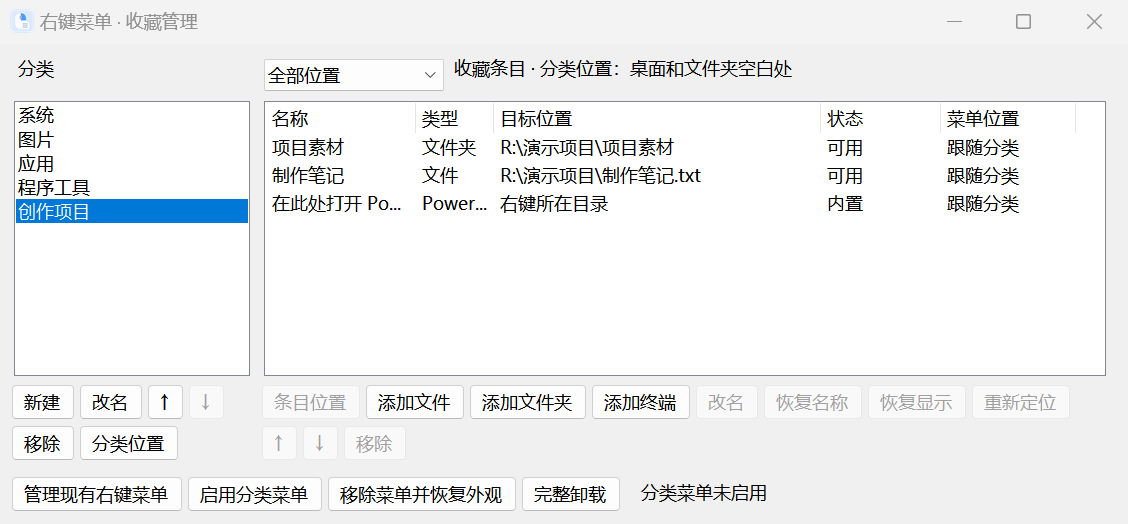 右键菜单 · 收藏管理
分类
全部位置
收藏条目 · 分类位置：桌面和文件夹空白处
系统
图片
应用
程序工具
创作项目
名称 类型 目标位置 状态 菜单位置
项目素材 文件夹 R:\演示项目\项目素材 可用 跟随分类
制作笔记 文件 R:\演示项目\制作笔记.txt 可用 跟随分类
在此处打开 Po... Power... 右键所在目录 内置 跟随分类
新建 改名 ↑ ↓
移除 分类位置
条目位置 添加文件 添加文件夹 添加终端 改名 恢复名称 恢复显示 重新定位
↑ ↓ 移除
管理现有右键菜单 启用分类菜单 移除菜单并恢复外观 完整卸载 分类菜单未启用